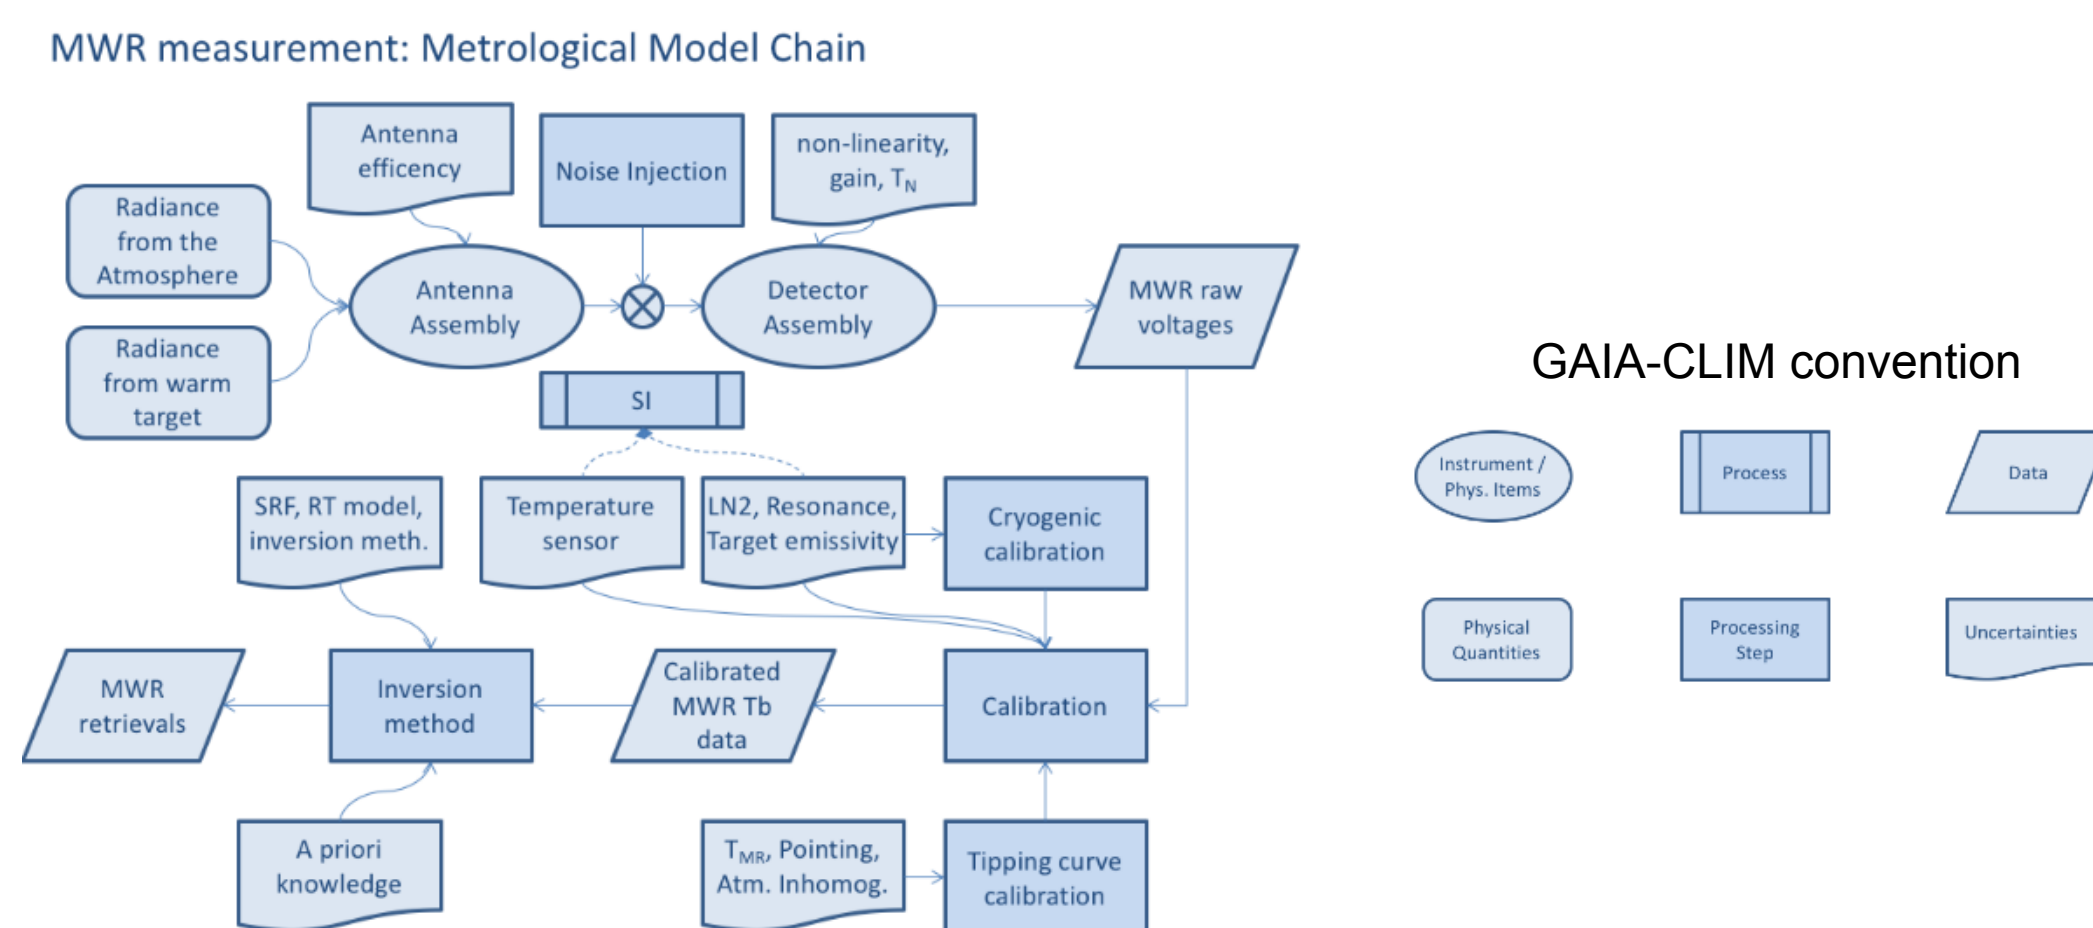 MWR measurement: Metrological Model Chain
Antenna
efficency
Noise Injection
non-linearity,
gain, T_N
Radiance
from the
Atmosphere
Antenna
Assembly
Detector
Assembly
MWR raw
voltages
Radiance
from warm
target
SI
SRF, RT model,
inversion meth.
Temperature
sensor
LN2, Resonance,
Target emissivity
Cryogenic
calibration
MWR
retrievals
Inversion
method
Calibrated
MWR Tb
data
Calibration
A priori
knowledge
T_MR, Pointing,
Atm. Inhomog.
Tipping curve
calibration
GAIA-CLIM convention
Instrument /
Phys. Items
Process
Data
Physical
Quantities
Processing
Step
Uncertainties